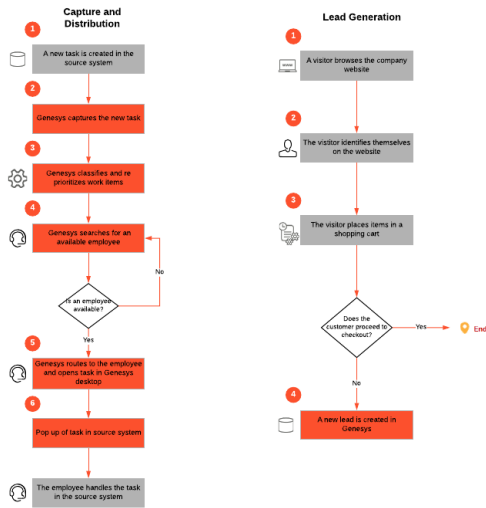 Capture and
Distribution
1
A new task is created in the
source system
2
Genesys captures the new task
3
Genesys classifies and re
prioritizes work items
4
Genesys searches for an
available employee
No
Is an employee
available?
Yes
5
Genesys routes to the employee
and opens task in Genesys
desktop
6
Pop up of task in source system
The employee handles the task
in the source system
Lead Generation
1
A visitor browses the company
website
2
The vistitor identifies themselves
on the website
3
The visitor places items in a
shopping cart
Does the
customer proceed to
checkout?
Yes
End
No
4
A new lead is created in
Genesys